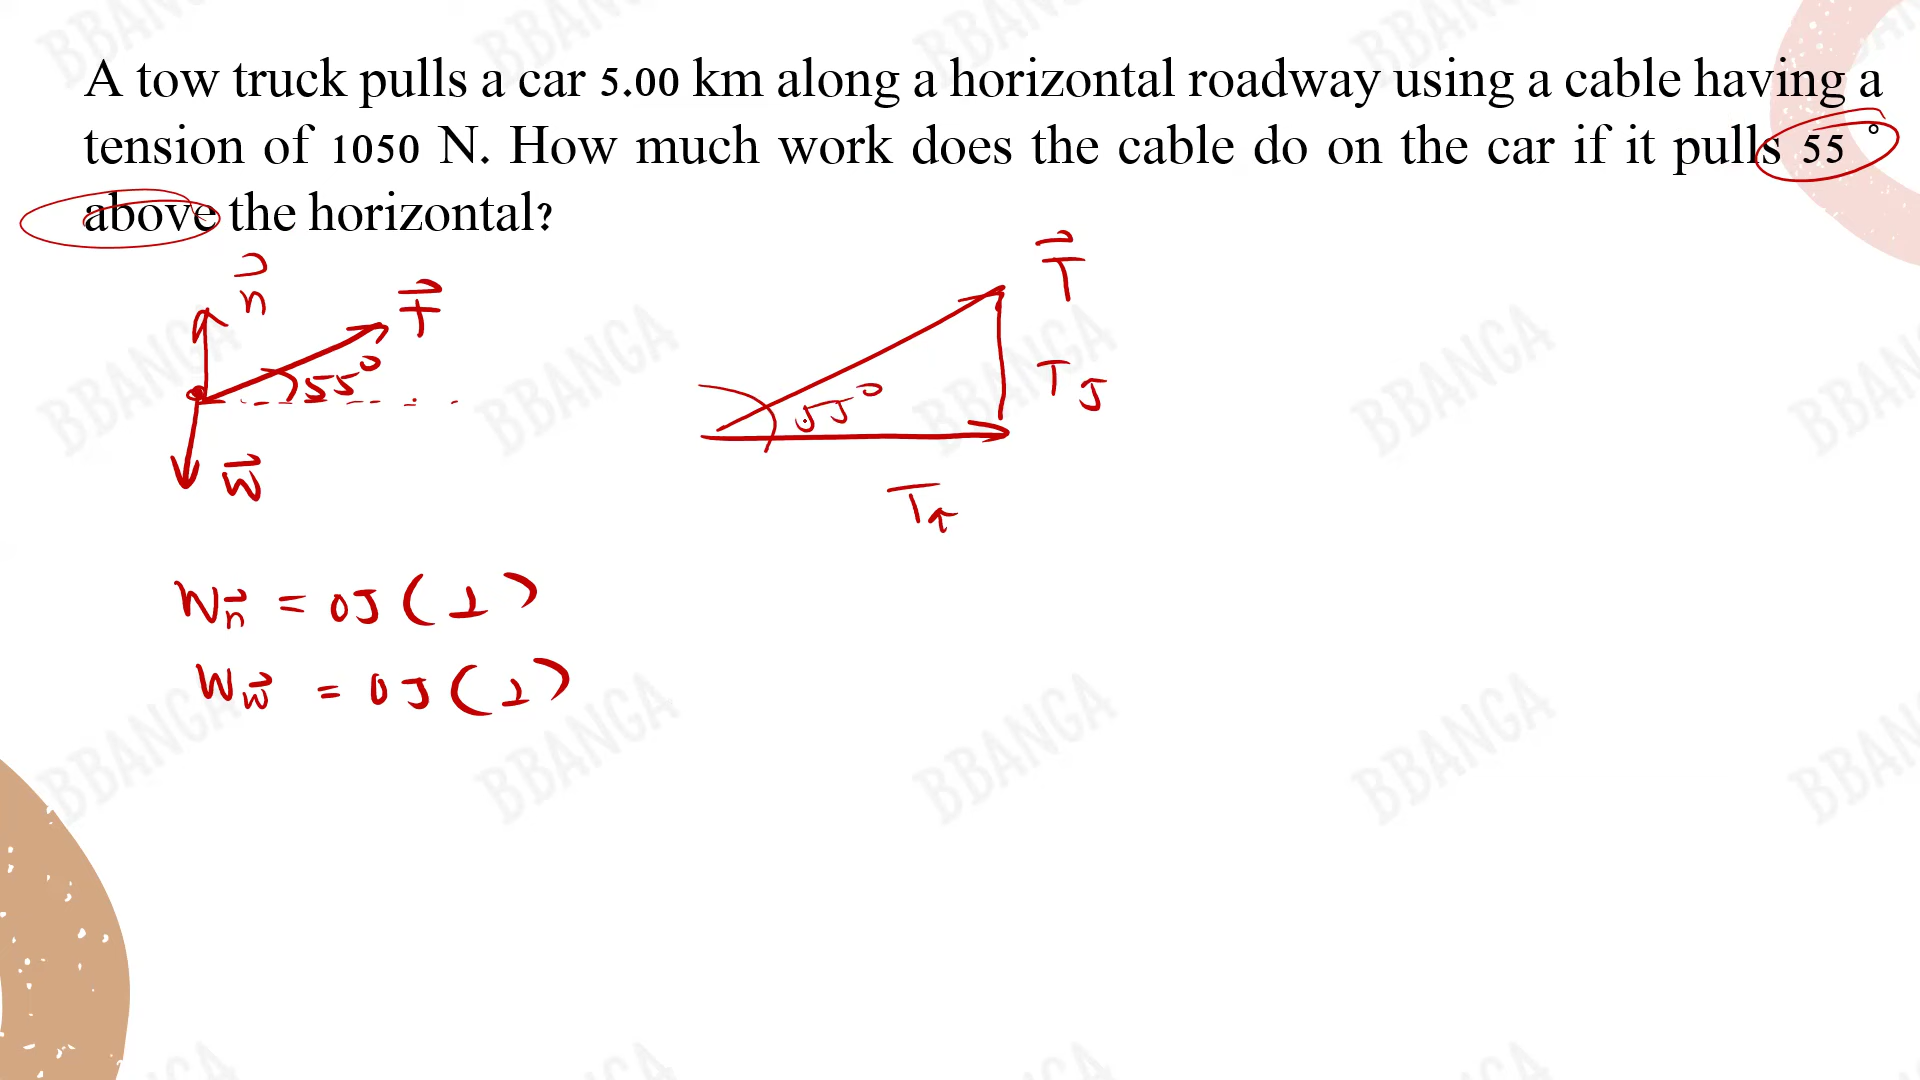 A tow truck pulls a car 5.00 km along a horizontal roadway using a cable having a
tension of 1050 N. How much work does the cable do on the car if it pulls 55 °
above the horizontal?
n
T
55°
w
T
Ty
55°
Tx
Wn = 0J (⊥)
Ww = 0J (⊥)
BBANGA